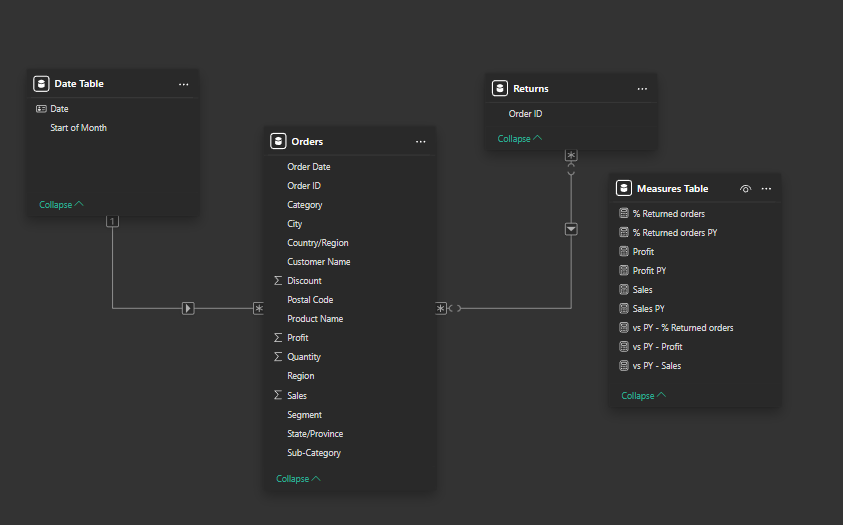 Date Table
Date
Start of Month
Collapse
1
Orders
Order Date
Order ID
Category
City
Country/Region
Customer Name
Discount
Postal Code
Product Name
Profit
Quantity
Region
Sales
Segment
State/Province
Sub-Category
Collapse
Returns
Order ID
Collapse
Measures Table
% Returned orders
% Returned orders PY
Profit
Profit PY
Sales
Sales PY
vs PY - % Returned orders
vs PY - Profit
vs PY - Sales
Collapse